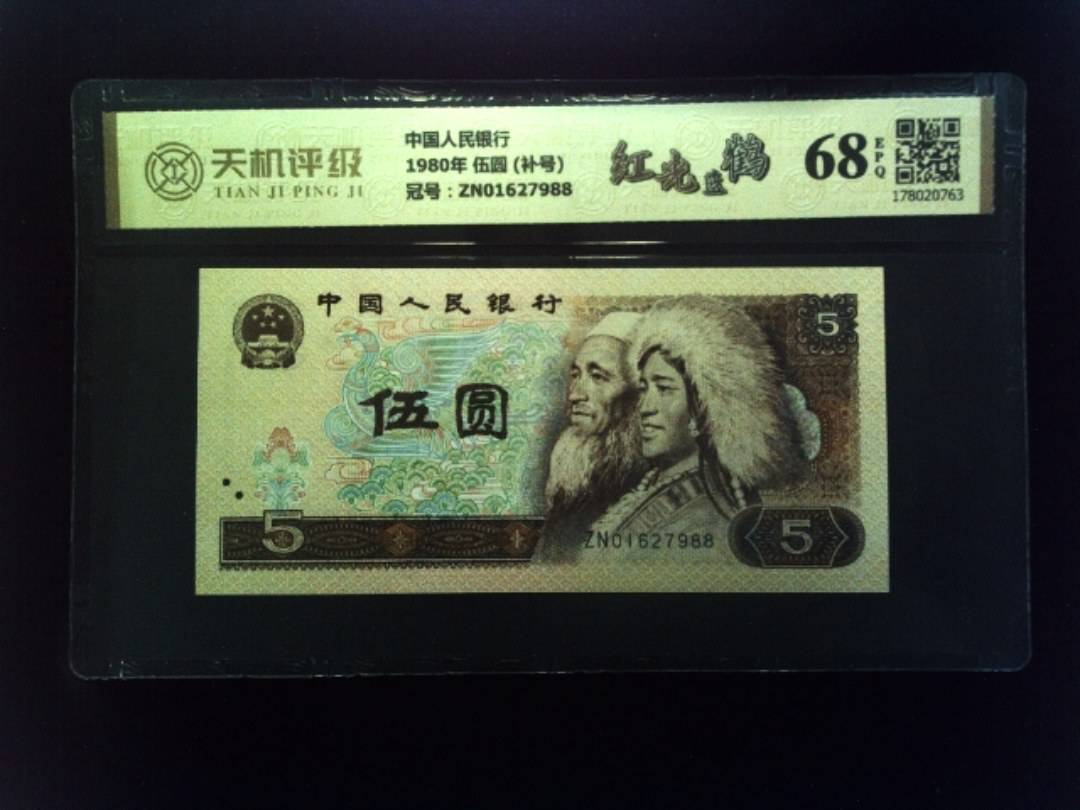 天机评级
TIAN JI PING JI
中国人民银行
1980年 伍圆 (补号)
冠号：ZN01627988
红光蓝鹤
68
EPQ
178020763
中国人民银行
5
伍圆
5
ZN01627988
5